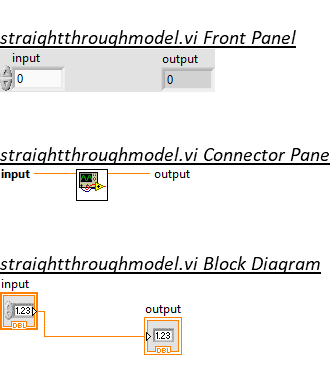 straightthroughmodel.vi Front Panel
input output
0 0
straightthroughmodel.vi Connector Pane
input output
straightthroughmodel.vi Block Diagram
input
1.23
DBL
output
1.23
DBL